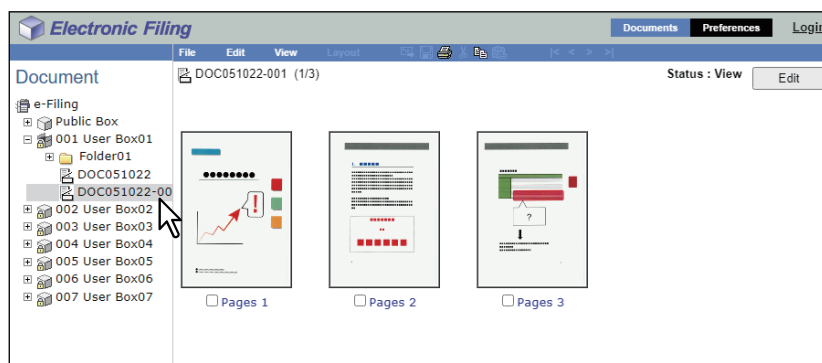 Electronic Filing
Documents Preferences Login
File Edit View Layout
Document
DOC051022-001 (1/3)
Status : View Edit
e-Filing
Public Box
001 User Box01
Folder01
DOC051022
DOC051022-00
002 User Box02
003 User Box03
004 User Box04
005 User Box05
006 User Box06
007 User Box07
!
?
Pages 1 Pages 2 Pages 3